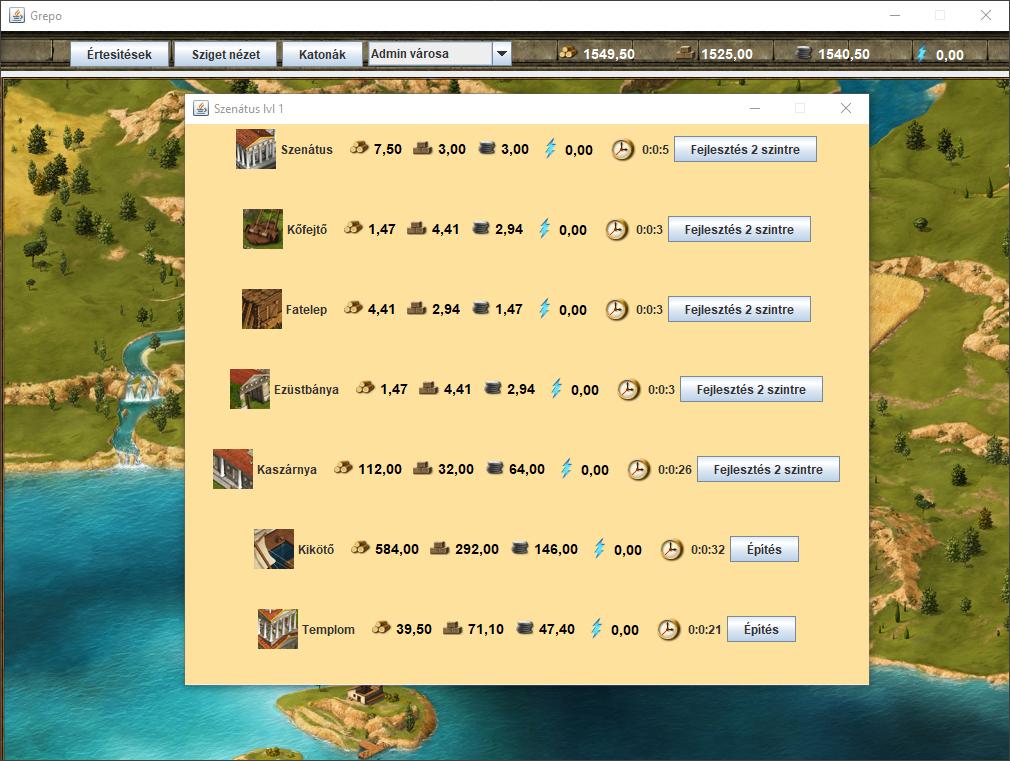 Grepo
Értesítések Sziget nézet Katonák Admin városa 1549,50 1525,00 1540,50 0,00
Szenátus lvl 1
Szenátus 7,50 3,00 3,00 0,00 0:0:5 Fejlesztés 2 szintre
Kőfejtő 1,47 4,41 2,94 0,00 0:0:3 Fejlesztés 2 szintre
Fatelep 4,41 2,94 1,47 0,00 0:0:3 Fejlesztés 2 szintre
Ezüstbánya 1,47 4,41 2,94 0,00 0:0:3 Fejlesztés 2 szintre
Kaszárnya 112,00 32,00 64,00 0,00 0:0:26 Fejlesztés 2 szintre
Kikötő 584,00 292,00 146,00 0,00 0:0:32 Építés
Templom 39,50 71,10 47,40 0,00 0:0:21 Építés